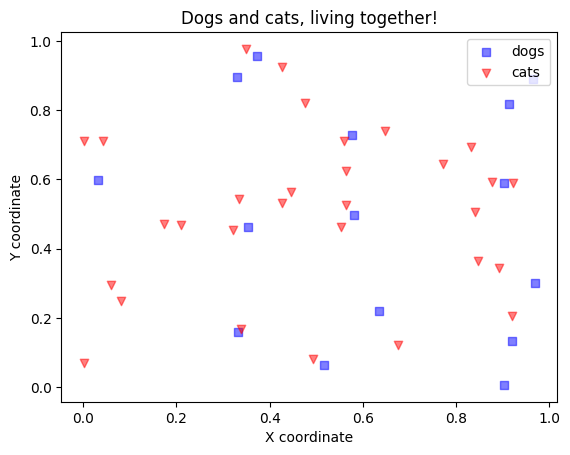 Dogs and cats, living together!
dogs
cats
1.0
0.8
0.6
0.4
0.2
0.0
Y coordinate
0.0 0.2 0.4 0.6 0.8 1.0
X coordinate